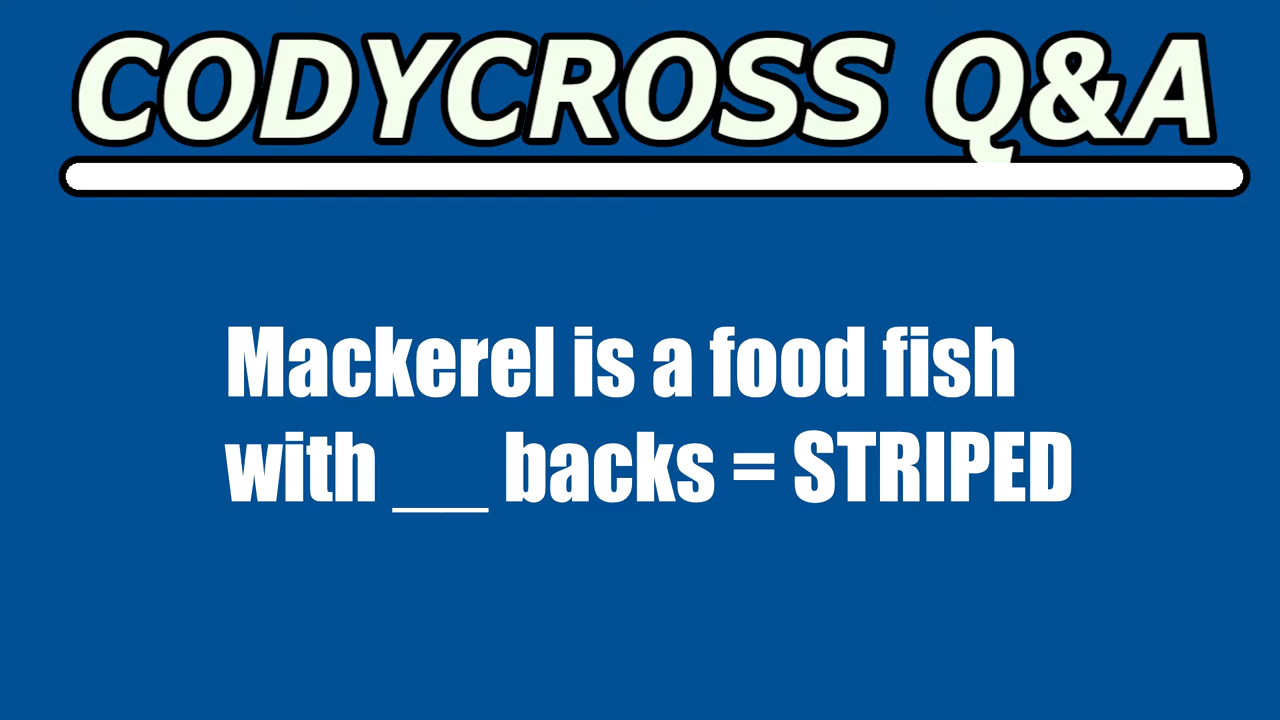 CODYCROSS Q&A
Mackerel is a food fish
with ___ backs = STRIPED